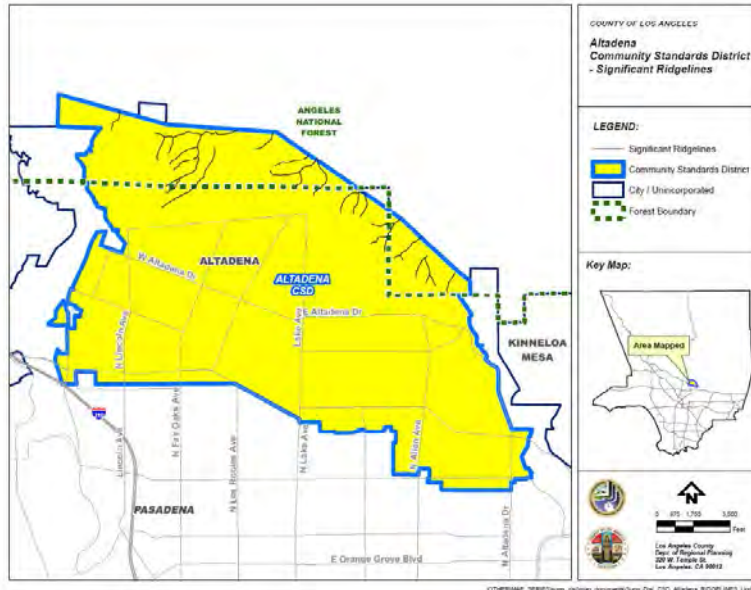 COUNTY OF LOS ANGELES
Altadena
Community Standards District
- Significant Ridgelines
LEGEND:
Significant Ridgelines
Community Standards District
City / Unincorporated
Forest Boundary
Key Map:
Area Mapped
N
Feet
Los Angeles County
Dept. of Regional Planning
320 W. Temple St.
Los Angeles, CA 90012
ANGELES
NATIONAL
FOREST
ALTADENA
W Altadena Dr
ALTADENA
CSD
E Altadena Dr
Lake Ave
N Lincoln Ave
KINNELOA
MESA
210
Lincoln Ave
N Fair Oaks Ave
N Los Robles Ave
N Lake Ave
N Allen Ave
N Altadena Dr
PASADENA
E Orange Grove Blvd